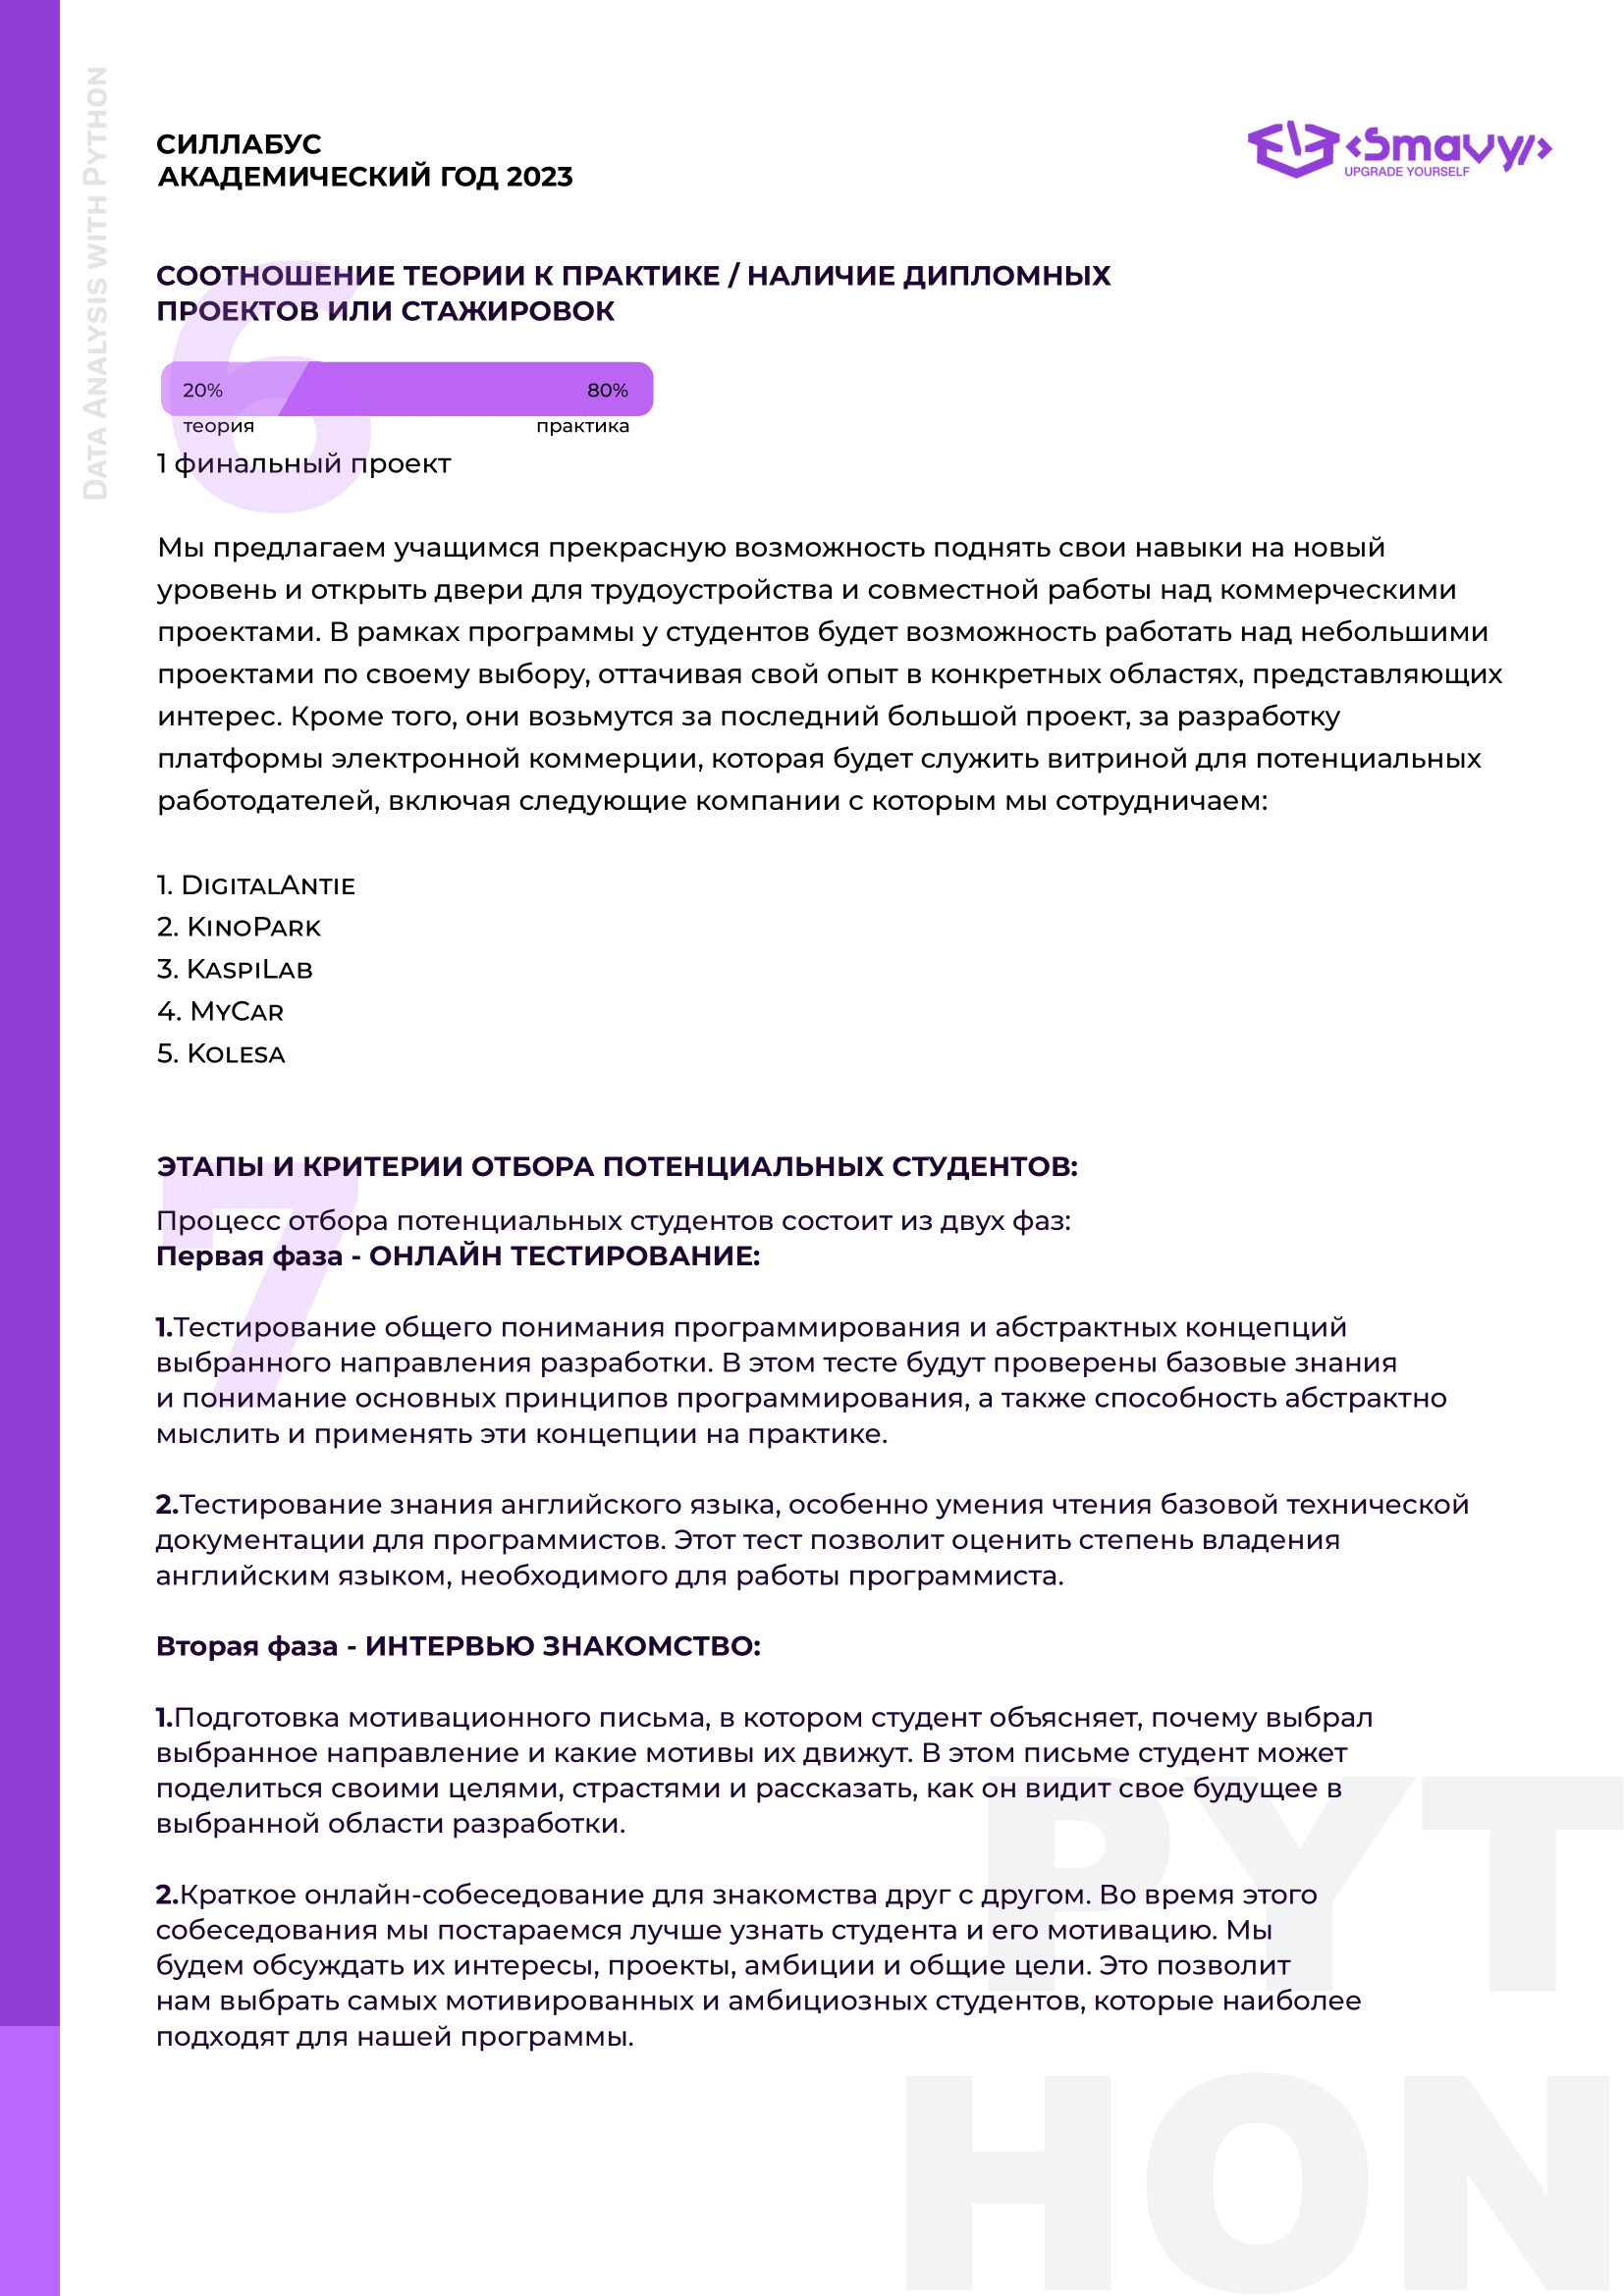 DATA ANALYSIS WITH PYTHON
СИЛЛАБУС
АКАДЕМИЧЕСКИЙ ГОД 2023
<Smavy/>
UPGRADE YOURSELF
6
СООТНОШЕНИЕ ТЕОРИИ К ПРАКТИКЕ / НАЛИЧИЕ ДИПЛОМНЫХ
ПРОЕКТОВ ИЛИ СТАЖИРОВОК
20% 80%
теория практика
1 финальный проект
Мы предлагаем учащимся прекрасную возможность поднять свои навыки на новый
уровень и открыть двери для трудоустройства и совместной работы над коммерческими
проектами. В рамках программы у студентов будет возможность работать над небольшими
проектами по своему выбору, оттачивая свой опыт в конкретных областях, представляющих
интерес. Кроме того, они возьмутся за последний большой проект, за разработку
платформы электронной коммерции, которая будет служить витриной для потенциальных
работодателей, включая следующие компании с которым мы сотрудничаем:
1. DIGITALANTIE
2. KINOPARK
3. KASPILAB
4. MYCAR
5. KOLESA
7
ЭТАПЫ И КРИТЕРИИ ОТБОРА ПОТЕНЦИАЛЬНЫХ СТУДЕНТОВ:
Процесс отбора потенциальных студентов состоит из двух фаз:
Первая фаза - ОНЛАЙН ТЕСТИРОВАНИЕ:
1.Тестирование общего понимания программирования и абстрактных концепций
выбранного направления разработки. В этом тесте будут проверены базовые знания
и понимание основных принципов программирования, а также способность абстрактно
мыслить и применять эти концепции на практике.
2.Тестирование знания английского языка, особенно умения чтения базовой технической
документации для программистов. Этот тест позволит оценить степень владения
английским языком, необходимого для работы программиста.
Вторая фаза - ИНТЕРВЬЮ ЗНАКОМСТВО:
1.Подготовка мотивационного письма, в котором студент объясняет, почему выбрал
выбранное направление и какие мотивы их движут. В этом письме студент может
поделиться своими целями, страстями и рассказать, как он видит свое будущее в
выбранной области разработки.
2.Краткое онлайн-собеседование для знакомства друг с другом. Во время этого
собеседования мы постараемся лучше узнать студента и его мотивацию. Мы
будем обсуждать их интересы, проекты, амбиции и общие цели. Это позволит
нам выбрать самых мотивированных и амбициозных студентов, которые наиболее
подходят для нашей программы.
PYT
HON